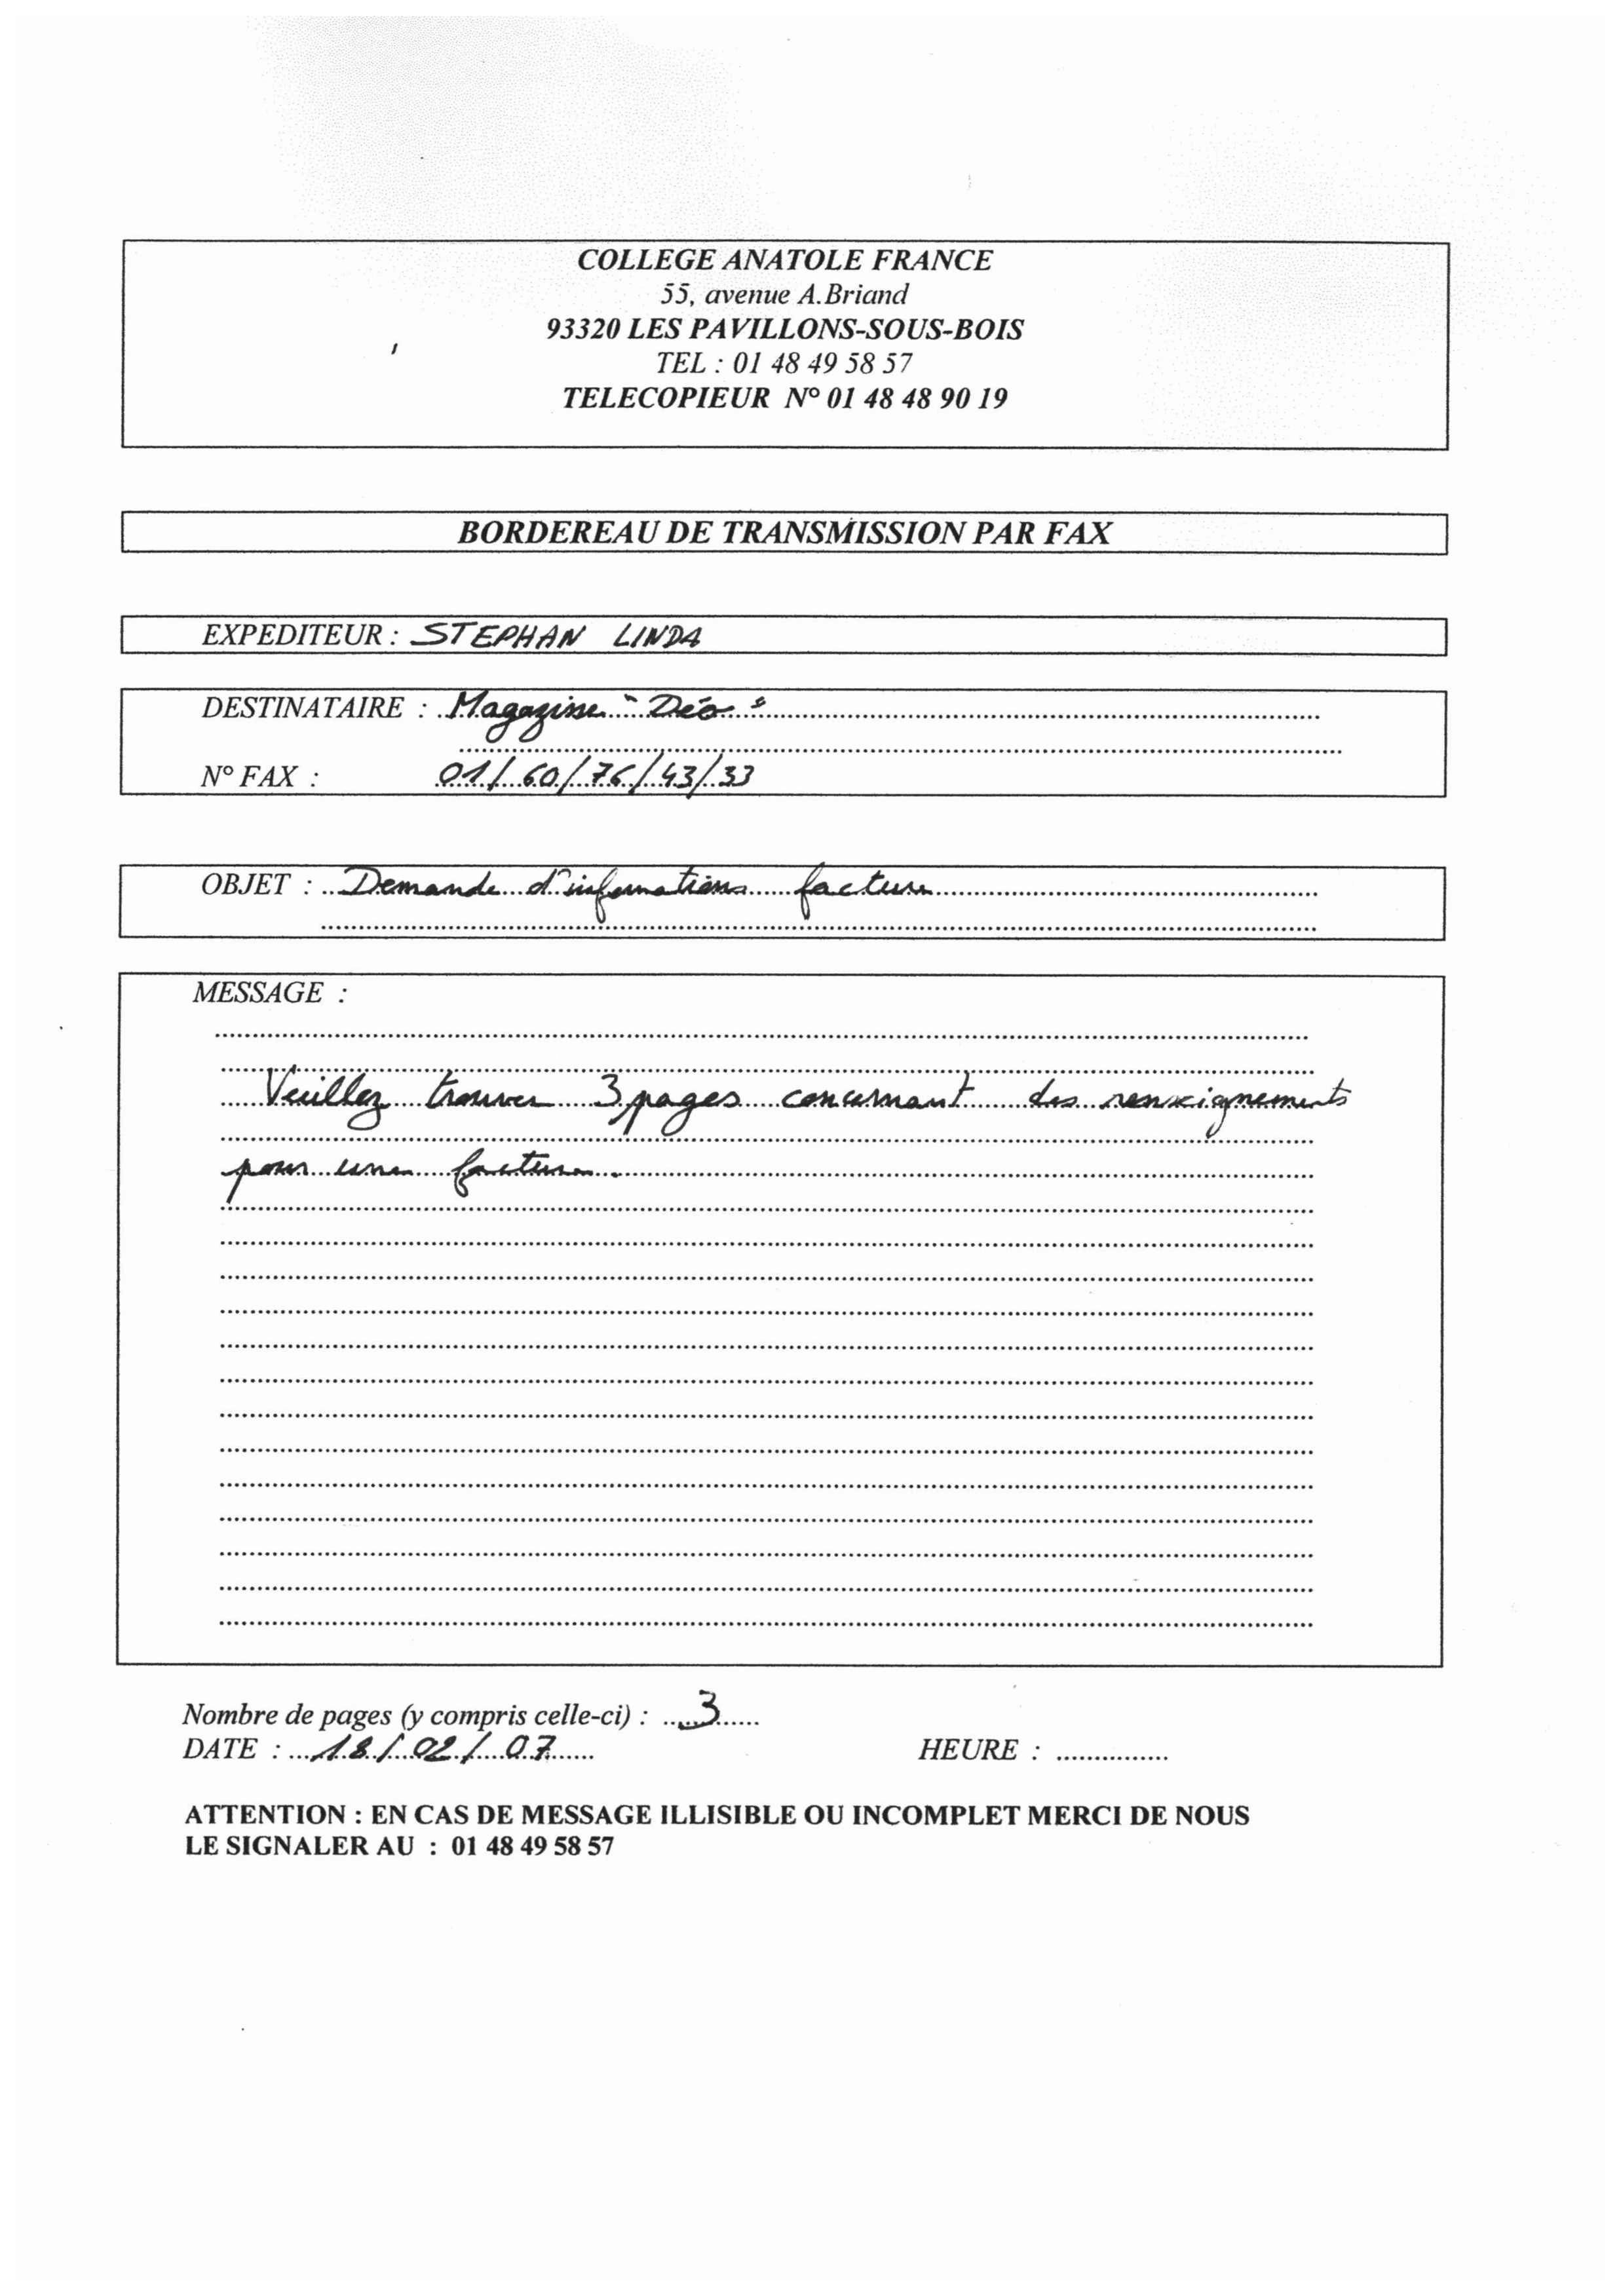 COLLEGE ANATOLE FRANCE
55, avenue A.Briand
93320 LES PAVILLONS-SOUS-BOIS
TEL : 01 48 49 58 57
TELECOPIEUR N° 01 48 48 90 19
BORDEREAU DE TRANSMISSION PAR FAX
EXPEDITEUR : STEPHAN LINDA
DESTINATAIRE : Magazine "Déo"
N° FAX : 01/60/76/43/33
OBJET : Demande d'informations facture
MESSAGE :
Veuillez trouver 3 pages concernant des renseignements
pour une facture.
Nombre de pages (y compris celle-ci) : 3
DATE : 18/02/07 HEURE :
ATTENTION : EN CAS DE MESSAGE ILLISIBLE OU INCOMPLET MERCI DE NOUS
LE SIGNALER AU : 01 48 49 58 57